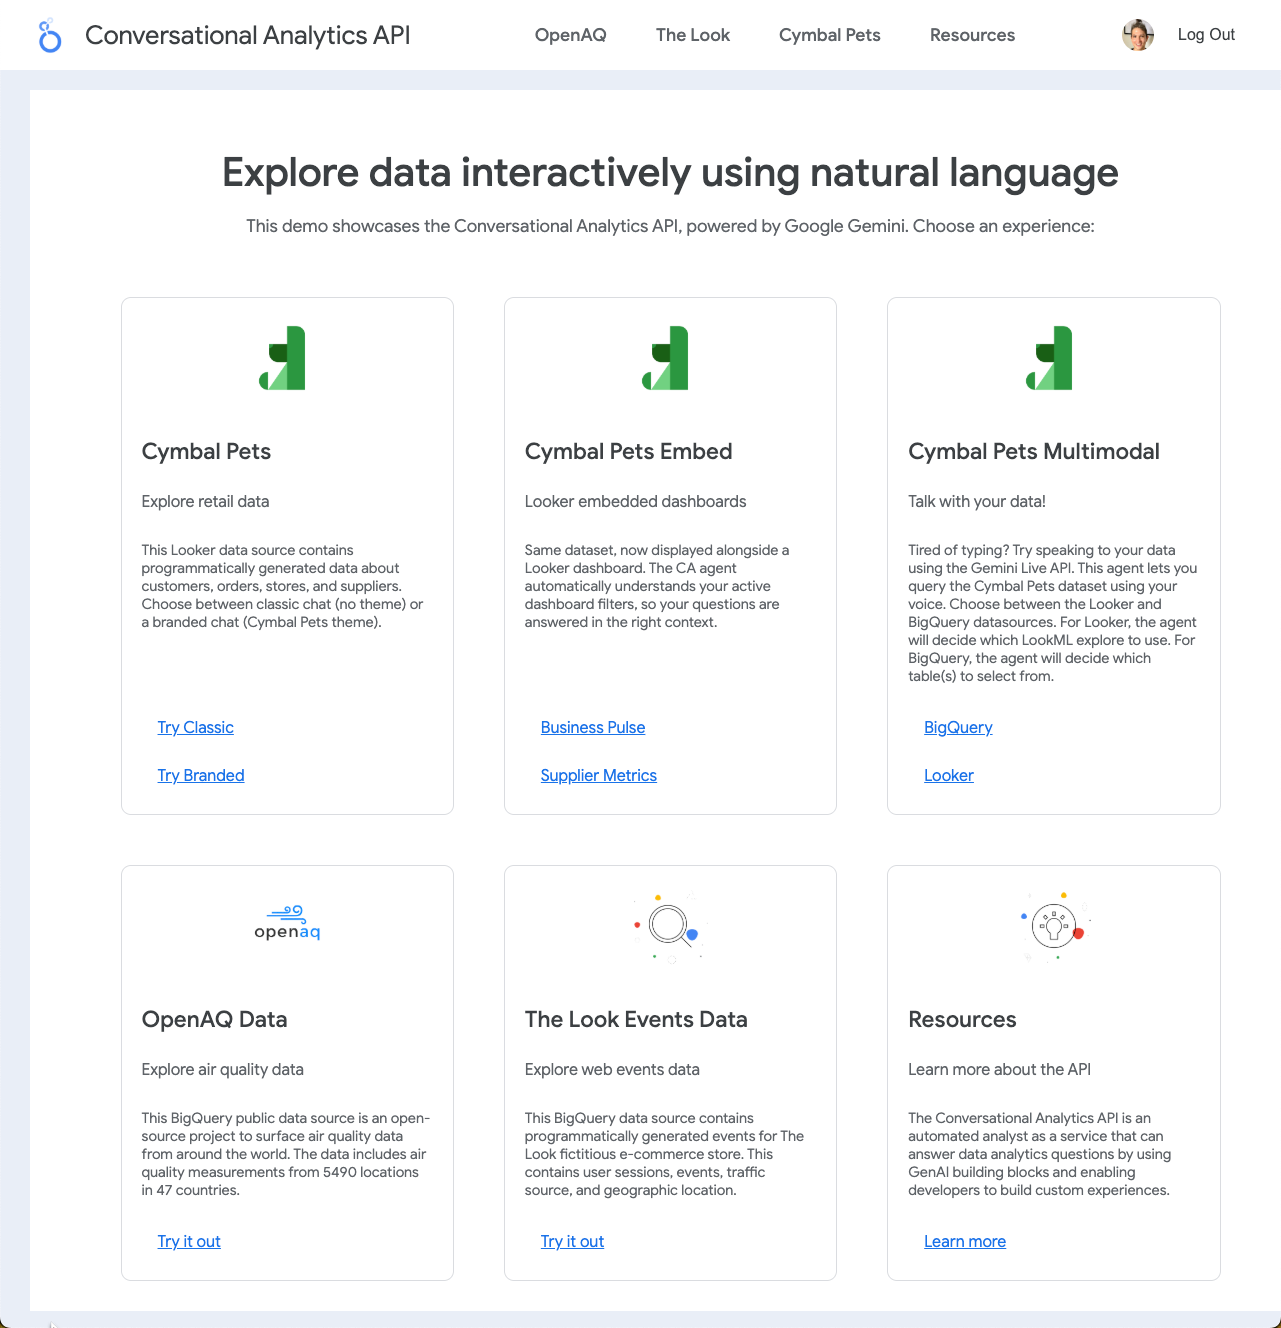 Conversational Analytics API
OpenAQ
The Look
Cymbal Pets
Resources
Log Out
Explore data interactively using natural language
This demo showcases the Conversational Analytics API, powered by Google Gemini. Choose an experience:
Cymbal Pets
Explore retail data
This Looker data source contains
programmatically generated data about
customers, orders, stores, and suppliers.
Choose between classic chat (no theme) or
a branded chat (Cymbal Pets theme).
Try Classic
Try Branded
Cymbal Pets Embed
Looker embedded dashboards
Same dataset, now displayed alongside a
Looker dashboard. The CA agent
automatically understands your active
dashboard filters, so your questions are
answered in the right context.
Business Pulse
Supplier Metrics
Cymbal Pets Multimodal
Talk with your data!
Tired of typing? Try speaking to your data
using the Gemini Live API. This agent lets you
query the Cymbal Pets dataset using your
voice. Choose between the Looker and
BigQuery datasources. For Looker, the agent
will decide which LookML explore to use. For
BigQuery, the agent will decide which
table(s) to select from.
BigQuery
Looker
openaq
OpenAQ Data
Explore air quality data
This BigQuery public data source is an open-
source project to surface air quality data
from around the world. The data includes air
quality measurements from 5490 locations
in 47 countries.
Try it out
The Look Events Data
Explore web events data
This BigQuery data source contains
programmatically generated events for The
Look fictitious e-commerce store. This
contains user sessions, events, traffic
source, and geographic location.
Try it out
Resources
Learn more about the API
The Conversational Analytics API is an
automated analyst as a service that can
answer data analytics questions by using
GenAI building blocks and enabling
developers to build custom experiences.
Learn more